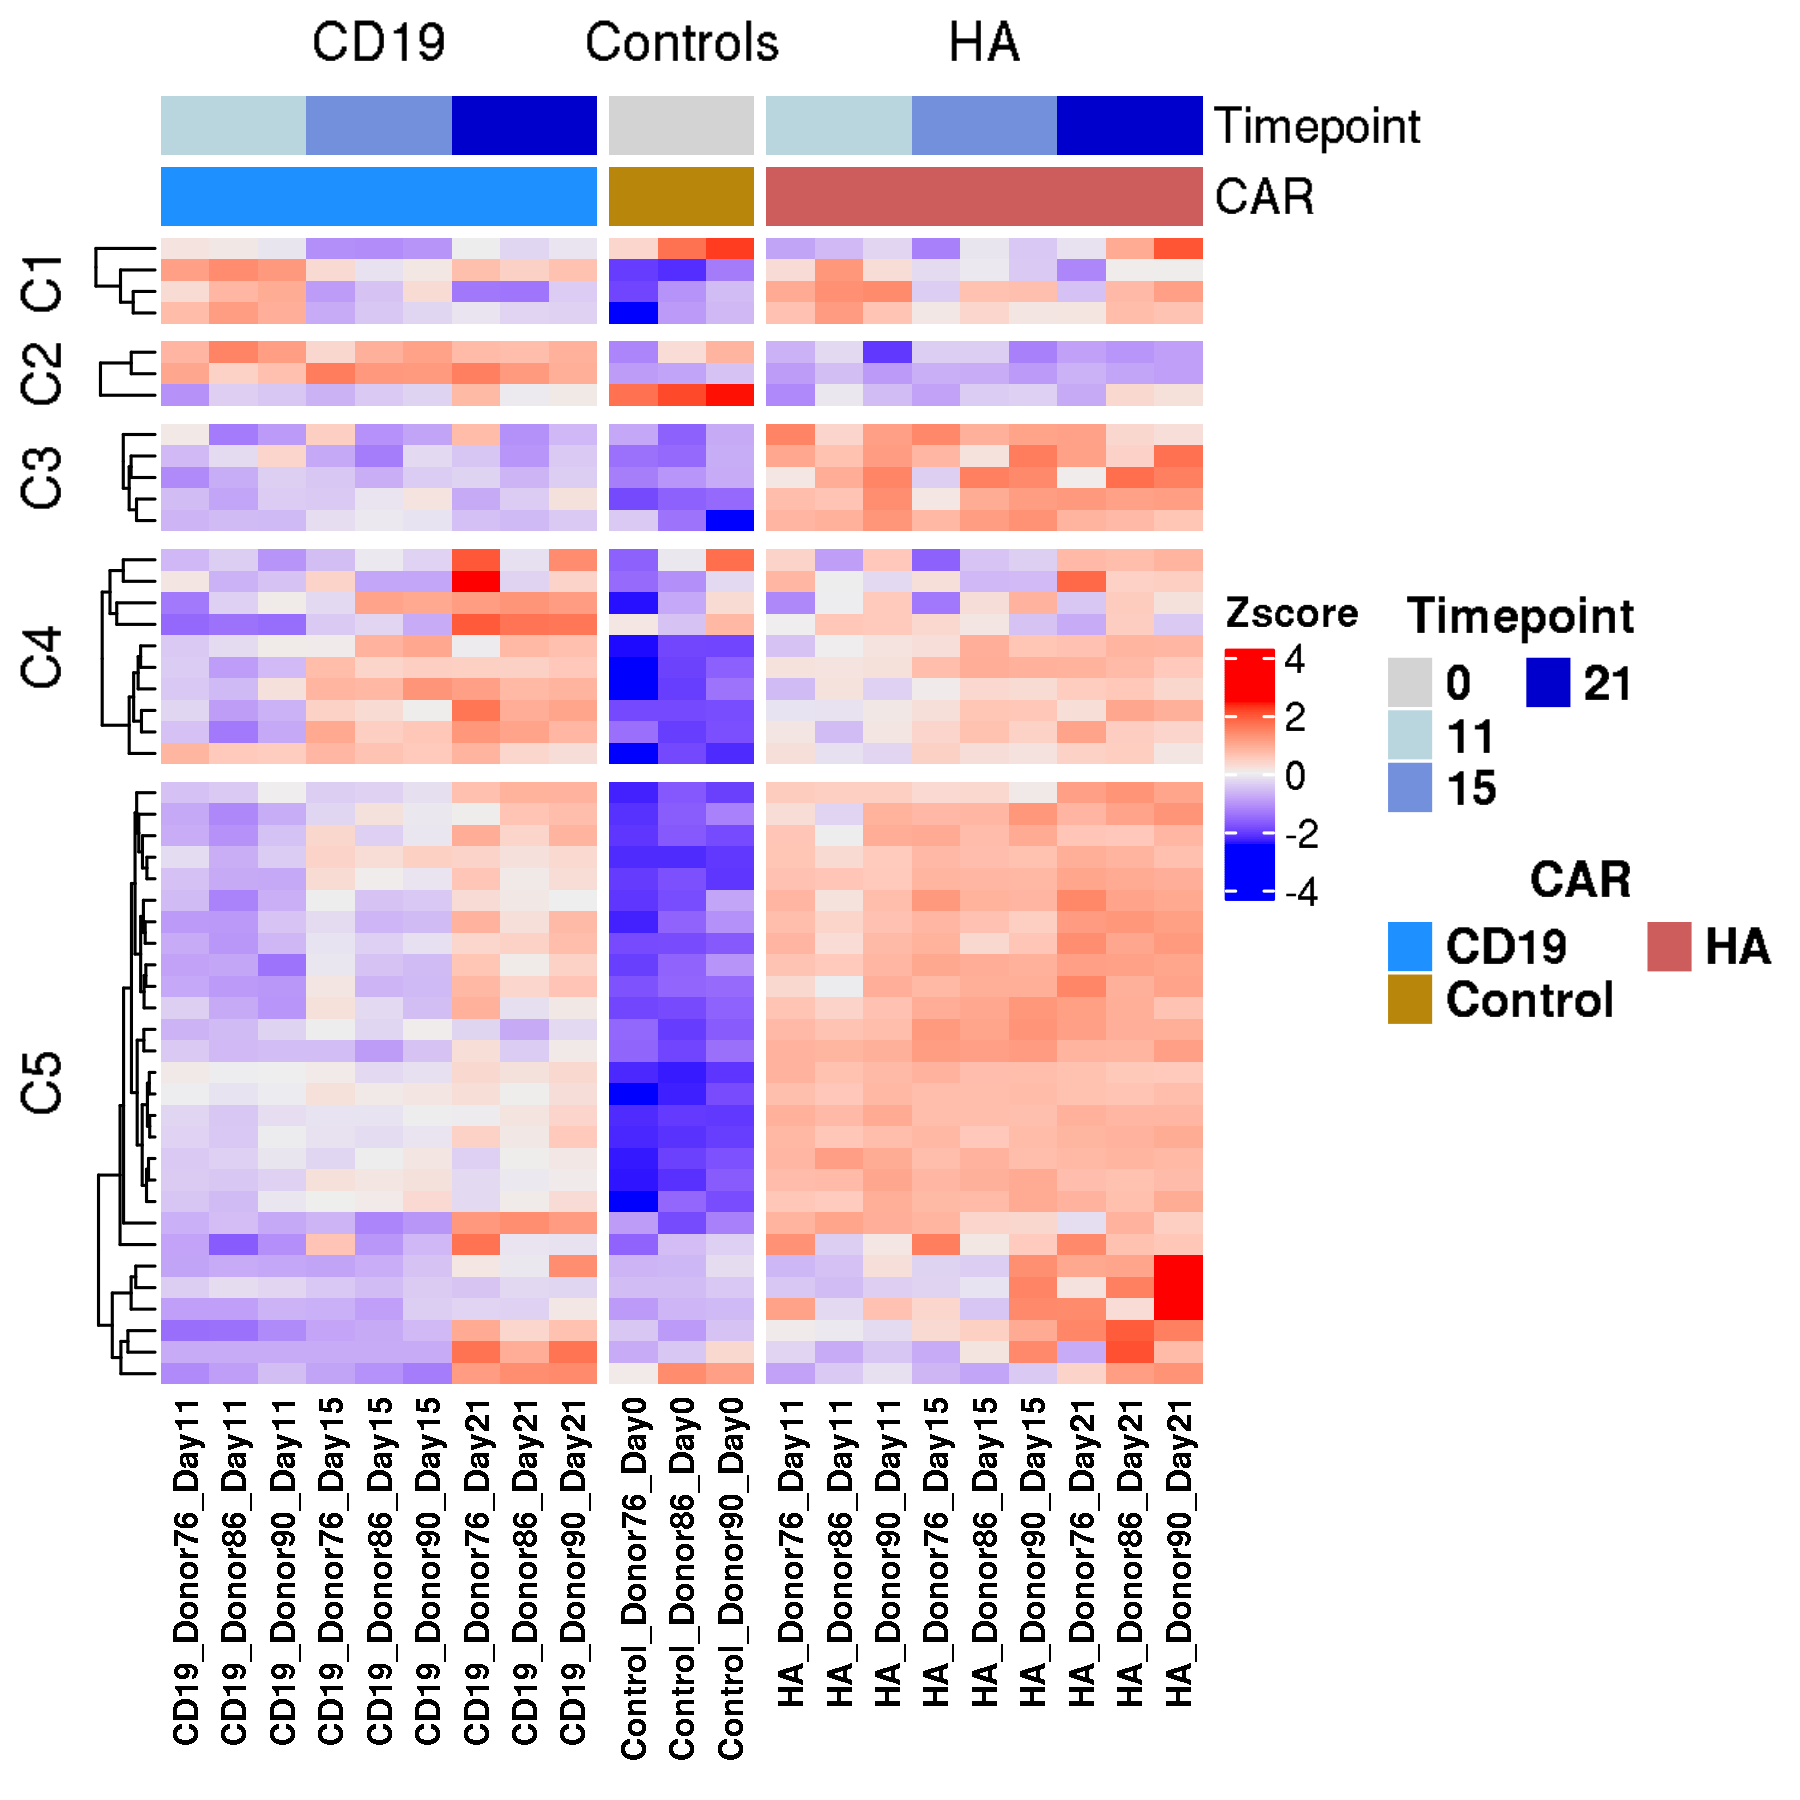 CD19 Controls HA
Timepoint
CAR
C1
C2
C3
C4
C5
Zscore
4
2
0
-2
-4
Timepoint
0 21
11
15
CAR
CD19 HA
Control
CD19_Donor76_Day11
CD19_Donor86_Day11
CD19_Donor90_Day11
CD19_Donor76_Day15
CD19_Donor86_Day15
CD19_Donor90_Day15
CD19_Donor76_Day21
CD19_Donor86_Day21
CD19_Donor90_Day21
Control_Donor76_Day0
Control_Donor86_Day0
Control_Donor90_Day0
HA_Donor76_Day11
HA_Donor86_Day11
HA_Donor90_Day11
HA_Donor76_Day15
HA_Donor86_Day15
HA_Donor90_Day15
HA_Donor76_Day21
HA_Donor86_Day21
HA_Donor90_Day21